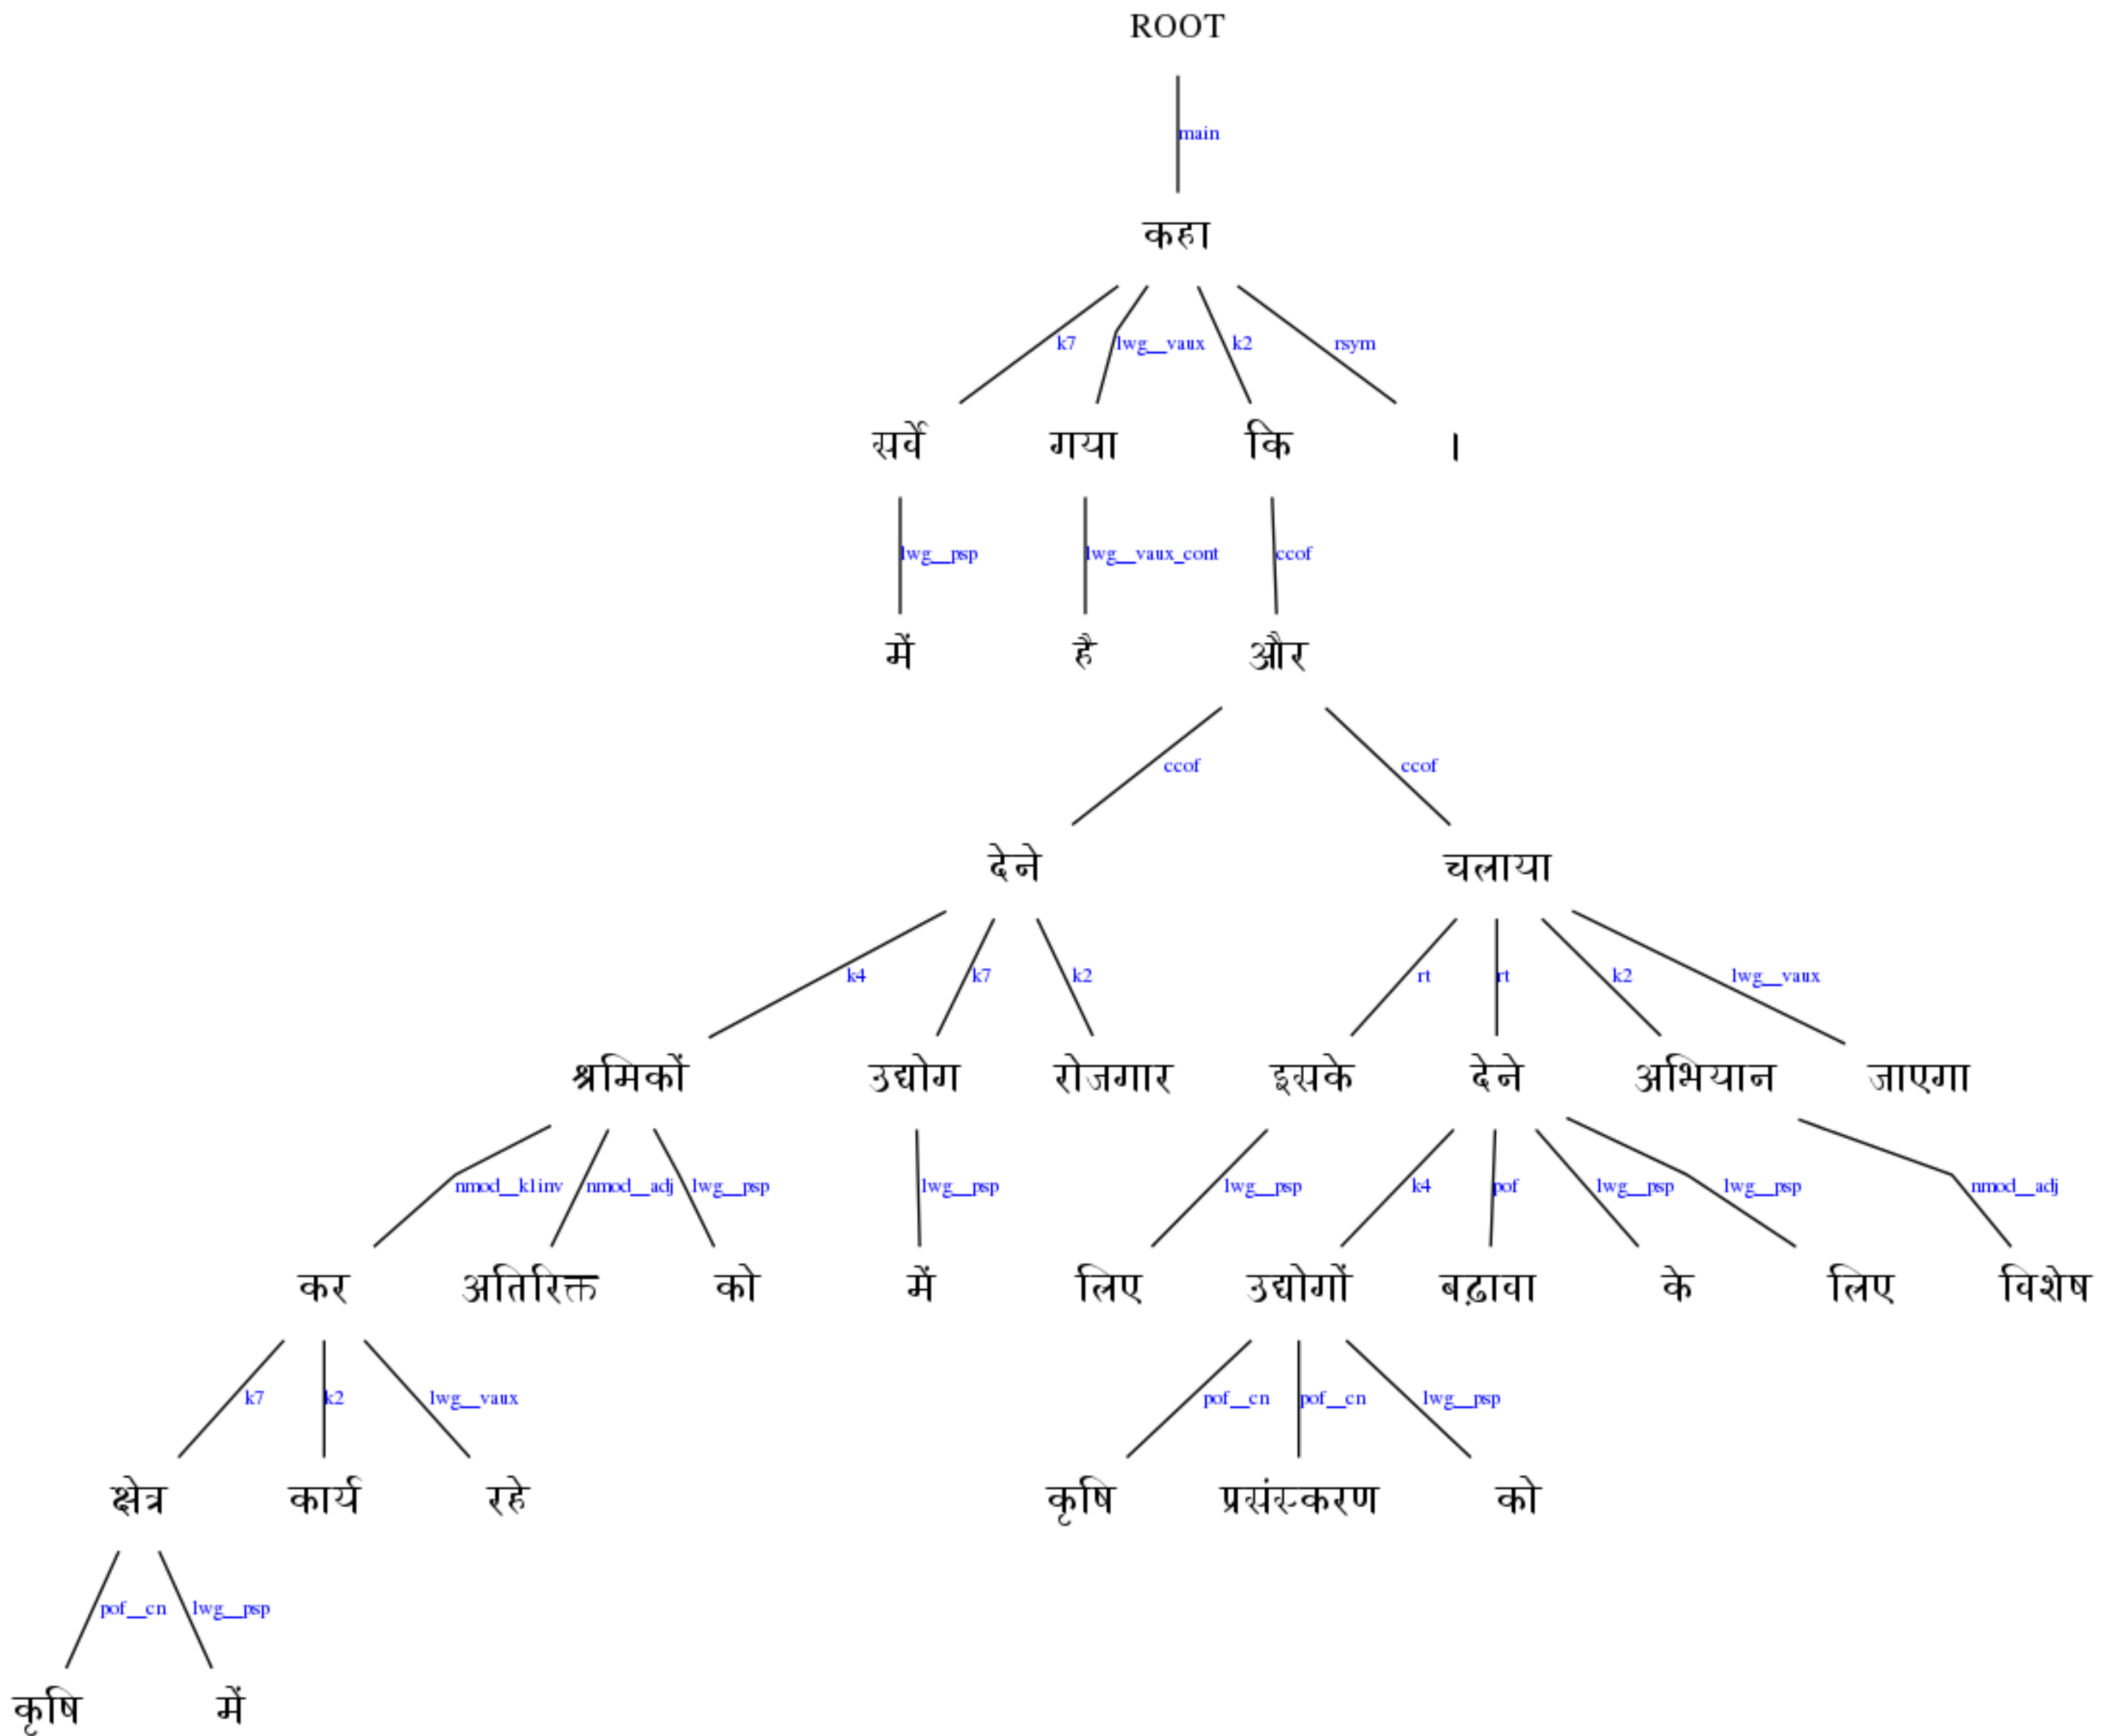 ROOT
main
कहा
k7 lwg__vaux k2 rsym
सर्वे गया कि ।
lwg__psp lwg__vaux_cont ccof
में है और
ccof ccof
देने चलाया
k4 k7 k2 rt rt k2 lwg__vaux
श्रमिकों उद्योग रोजगार इसके देने अभियान जाएगा
nmod__k1inv nmod__adj lwg__psp lwg__psp lwg__psp k4 pof lwg__psp lwg__psp nmod__adj
कर अतिरिक्त को में लिए उद्योगों बढ़ावा के लिए विशेष
k7 k2 lwg__vaux pof__cn pof__cn lwg__psp
क्षेत्र कार्य रहे कृषि प्रसंस्करण को
pof__cn lwg__psp
कृषि में